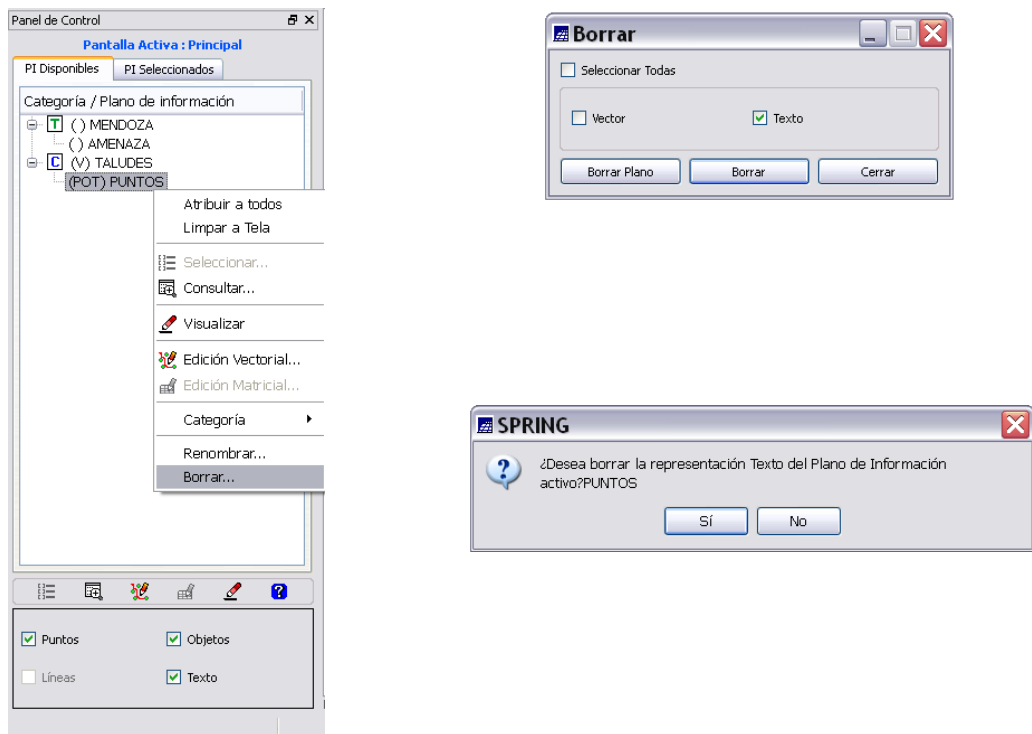 Panel de Control
Pantalla Activa : Principal
PI Disponibles
PI Seleccionados
Categoría / Plano de información
T ( ) MENDOZA
( ) AMENAZA
C (V) TALUDES
(POT) PUNTOS
Atribuir a todos
Limpar a Tela
Seleccionar...
Consultar...
Visualizar
Edición Vectorial...
Edición Matricial...
Categoría
Renombrar...
Borrar...
Puntos
Objetos
Líneas
Texto
Borrar
Seleccionar Todas
Vector
Texto
Borrar Plano
Borrar
Cerrar
SPRING
¿Desea borrar la representación Texto del Plano de Información
activo?PUNTOS
Sí
No